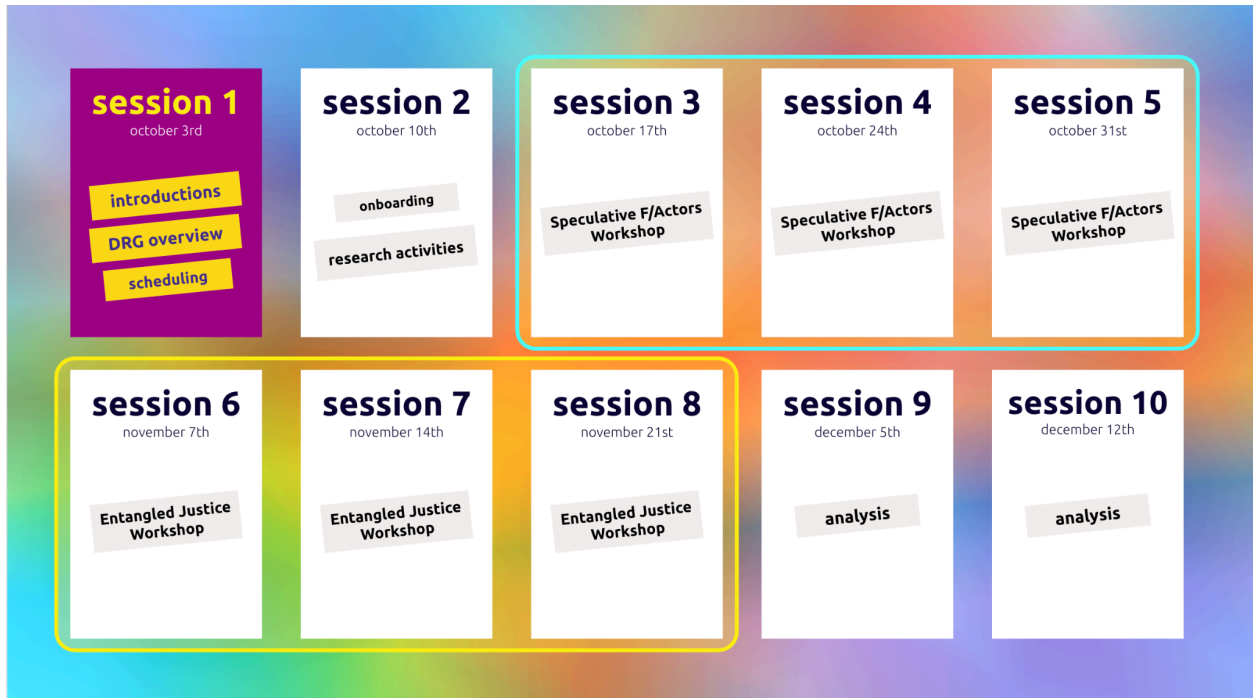 session 1
october 3rd
introductions
DRG overview
scheduling
session 2
october 10th
onboarding
research activities
session 3
october 17th
Speculative F/Actors
Workshop
session 4
october 24th
Speculative F/Actors
Workshop
session 5
october 31st
Speculative F/Actors
Workshop
session 6
november 7th
Entangled Justice
Workshop
session 7
november 14th
Entangled Justice
Workshop
session 8
november 21st
Entangled Justice
Workshop
session 9
december 5th
analysis
session 10
december 12th
analysis